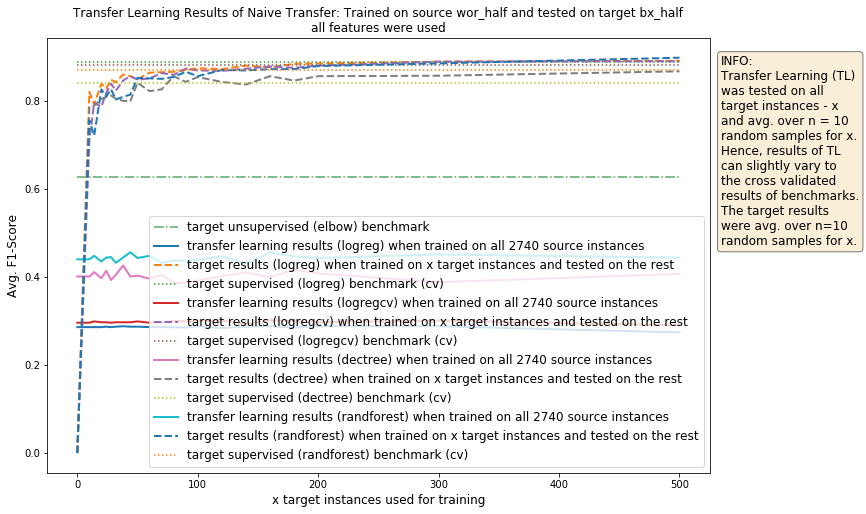 Transfer Learning Results of Naive Transfer: Trained on source wor_half and tested on target bx_half
all features were used
Avg. F1-Score
0.8
0.6
0.4
0.2
0.0
target unsupervised (elbow) benchmark
transfer learning results (logreg) when trained on all 2740 source instances
target results (logreg) when trained on x target instances and tested on the rest
target supervised (logreg) benchmark (cv)
transfer learning results (logregcv) when trained on all 2740 source instances
target results (logregcv) when trained on x target instances and tested on the rest
target supervised (logregcv) benchmark (cv)
transfer learning results (dectree) when trained on all 2740 source instances
target results (dectree) when trained on x target instances and tested on the rest
target supervised (dectree) benchmark (cv)
transfer learning results (randforest) when trained on all 2740 source instances
target results (randforest) when trained on x target instances and tested on the rest
target supervised (randforest) benchmark (cv)
0
100
200
300
400
500
x target instances used for training
INFO:
Transfer Learning (TL)
was tested on all
target instances - x
and avg. over n = 10
random samples for x.
Hence, results of TL
can slightly vary to
the cross validated
results of benchmarks.
The target results
were avg. over n=10
random samples for x.